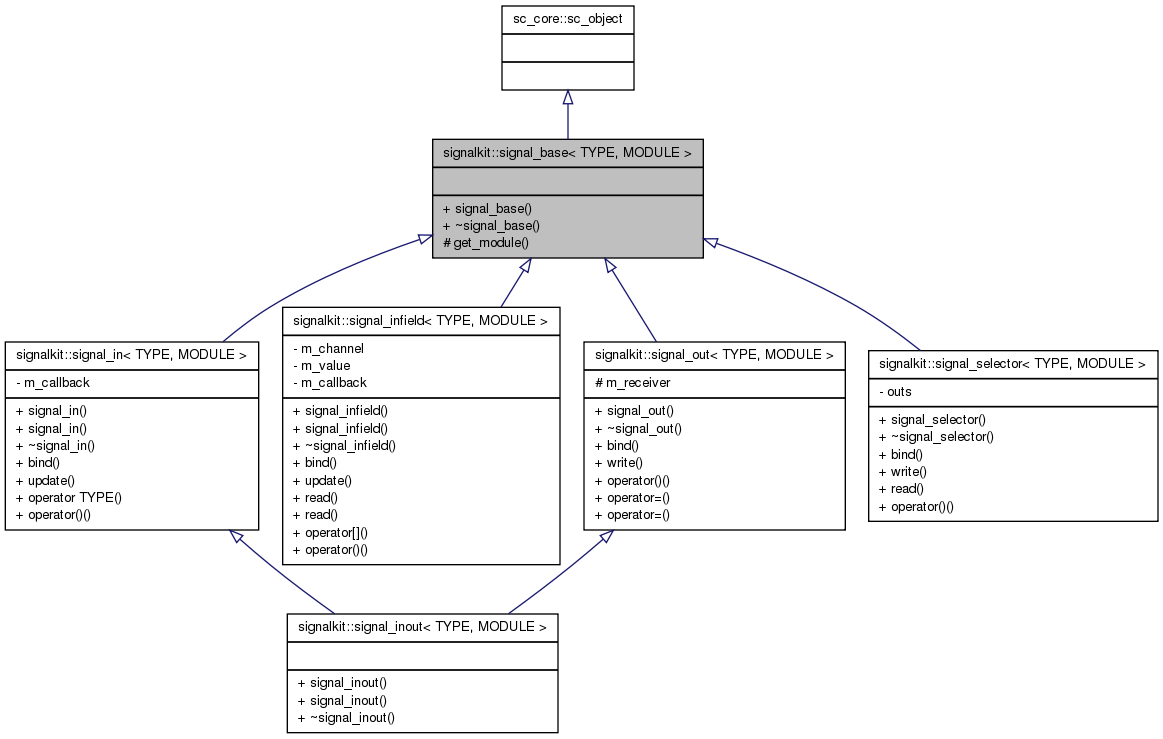 sc_core::sc_object
signalkit::signal_base< TYPE, MODULE >
+ signal_base()
+ ~signal_base()
# get_module()
signalkit::signal_in< TYPE, MODULE >
- m_callback
+ signal_in()
+ signal_in()
+ ~signal_in()
+ bind()
+ update()
+ operator TYPE()
+ operator()()
signalkit::signal_infield< TYPE, MODULE >
- m_channel
- m_value
- m_callback
+ signal_infield()
+ signal_infield()
+ ~signal_infield()
+ bind()
+ update()
+ read()
+ read()
+ operator[]()
+ operator()()
signalkit::signal_out< TYPE, MODULE >
# m_receiver
+ signal_out()
+ ~signal_out()
+ bind()
+ write()
+ operator()()
+ operator=()
+ operator=()
signalkit::signal_selector< TYPE, MODULE >
- outs
+ signal_selector()
+ ~signal_selector()
+ bind()
+ write()
+ read()
+ operator()()
signalkit::signal_inout< TYPE, MODULE >
+ signal_inout()
+ signal_inout()
+ ~signal_inout()